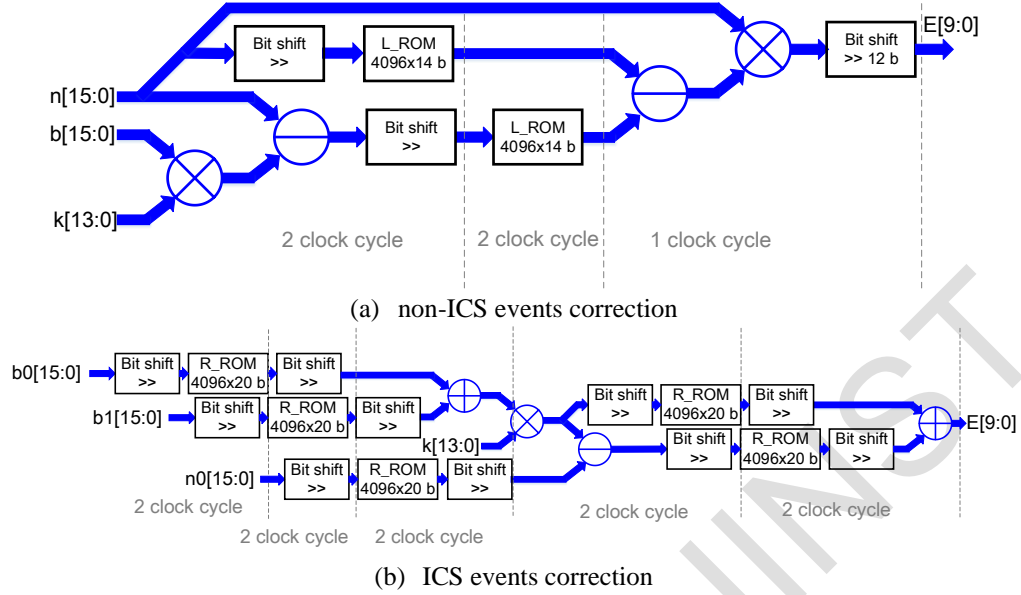 E[9:0]
Bit shift
>>
L_ROM
4096x14 b
Bit shift
>> 12 b
n[15:0]
b[15:0]
Bit shift
>>
L_ROM
4096x14 b
k[13:0]
2 clock cycle
2 clock cycle
1 clock cycle
(a) non-ICS events correction
b0[15:0]
Bit shift
>>
R_ROM
4096x20 b
Bit shift
>>
b1[15:0]
Bit shift
>>
R_ROM
4096x20 b
Bit shift
>>
k[13:0]
Bit shift
>>
R_ROM
4096x20 b
Bit shift
>>
E[9:0]
Bit shift
>>
R_ROM
4096x20 b
Bit shift
>>
n0[15:0]
Bit shift
>>
R_ROM
4096x20 b
Bit shift
>>
2 clock cycle
2 clock cycle
2 clock cycle
2 clock cycle
2 clock cycle
(b) ICS events correction